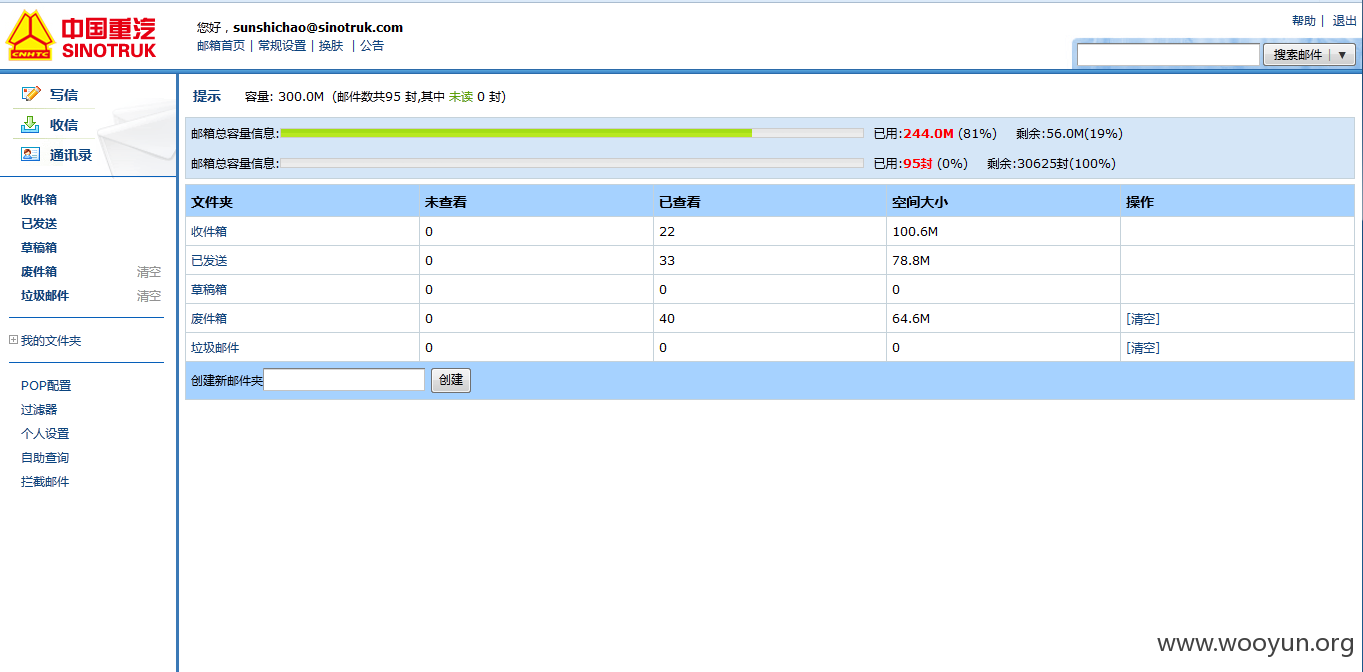 中国重汽
SINOTRUK
CNHTC
您好，sunshichao@sinotruk.com
邮箱首页 | 常规设置 | 换肤 | 公告
帮助 | 退出
搜索邮件 ▼
写信
收信
通讯录
收件箱
已发送
草稿箱
废件箱 清空
垃圾邮件 清空
我的文件夹
POP配置
过滤器
个人设置
自助查询
拦截邮件
提示 容量: 300.0M (邮件数共95 封,其中 未读 0 封)
邮箱总容量信息: 已用:244.0M (81%) 剩余:56.0M(19%)
邮箱总容量信息: 已用:95封 (0%) 剩余:30625封(100%)
文件夹 未查看 已查看 空间大小 操作
收件箱 0 22 100.6M
已发送 0 33 78.8M
草稿箱 0 0 0
废件箱 0 40 64.6M [清空]
垃圾邮件 0 0 0 [清空]
创建新邮件夹 创建
www.wooyun.org